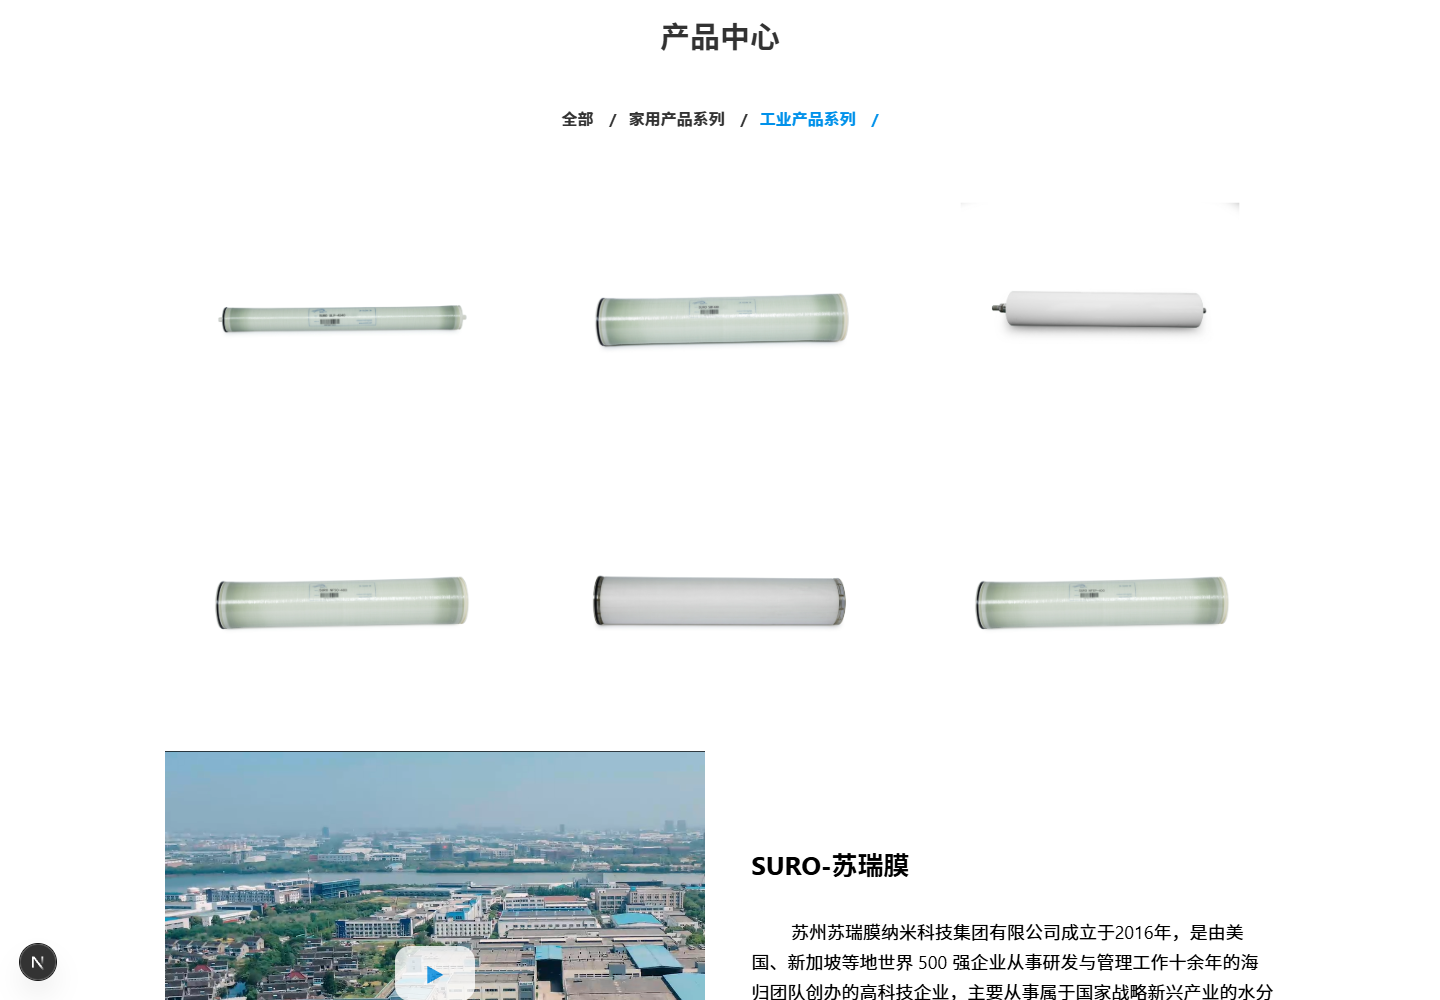 产品中心
全部 / 家用产品系列 / 工业产品系列 /
SURO-苏瑞膜
苏州苏瑞膜纳米科技集团有限公司成立于2016年，是由美
国、新加坡等地世界 500 强企业从事研发与管理工作十余年的海
归团队创办的高科技企业，主要从事属于国家战略新兴产业的水分
N